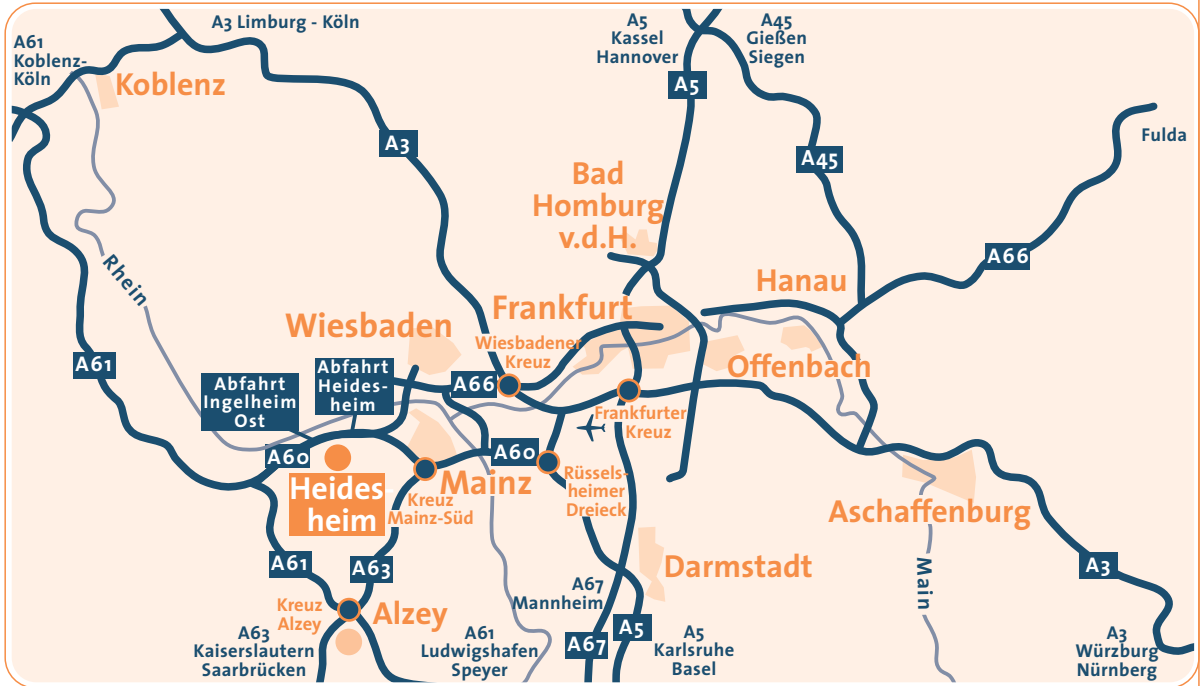 A3 Limburg - Köln
A61
Koblenz-
Köln
Koblenz
A5
Kassel
Hannover
A45
Gießen
Siegen
A5
A3
A45
Fulda
Bad
Homburg
v.d.H.
A66
Rhein
Hanau
Frankfurt
Wiesbaden
Wiesbadener
Kreuz
A61
Abfahrt
Ingelheim
Ost
Abfahrt
Heides-
heim
A66
Offenbach
Frankfurter
Kreuz
A60
A60
Heides
heim
Mainz
Kreuz
Mainz-Süd
Rüssels-
heimer
Dreieck
Aschaffenburg
A61
A63
Darmstadt
A3
Main
Kreuz
Alzey
Alzey
A67
Mannheim
A67
A5
A63
Kaiserslautern
Saarbrücken
A61
Ludwigshafen
Speyer
A5
Karlsruhe
Basel
A3
Würzburg
Nürnberg